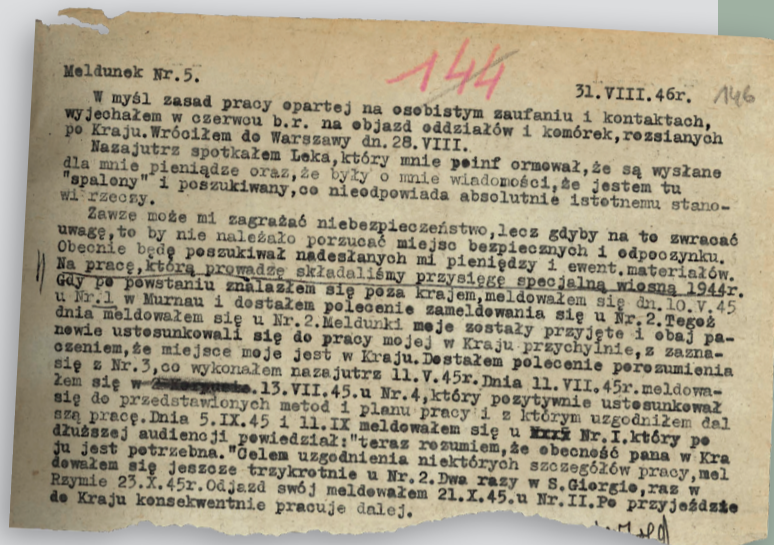 144
Meldunek Nr.5.
31.VIII.46r.
146
W myśl zasad pracy opartej na osobistym zaufaniu i kontaktach,
wyjechałem w czerwcu b.r. na objazd oddziałów i komórek,rozsianych
po Kraju.Wróciłem do Warszawy dn.28.VIII.
Nazajutrz spotkałem Leka,który mnie poinf ormował,że są wysłane
dla mnie pieniądze oraz,że były o mnie wiadomości,że jestem tu
"spalony" i poszukiwany,co nieodpowiada absolutnie istotnemu stano-
wi rzeczy.
Zawze może mi zagrażać niebezpieczeństwo,lecz gdyby na to zwracać
uwagę,to by nie należało porzucać miejsc bezpiecznych i odpoczynku.
Obecnie będę poszukiwał nadesłanych mi pieniędzy i ewent.materiałów.
Na pracę,którą prowadzę składaliśmy przysięgę specjalną wiosną 1944r.
Gdy po powstaniu znalazłem się poza krajem,meldowałem się dn.10.V.45
u Nr.1 w Murnau i dostałem polecenie zameldowania się u Nr.2.Tegoż
dnia meldowałem się u Nr.2.Meldunki moje zostały przyjęte i obaj pa-
nowie ustosunkowali się do pracy mojej w Kraju przychylnie,z zazna-
czeniem,że miejsce moje jest w Kraju.Dostałem polecenie porozumienia
się z Nr.3,co wykonałem nazajutrz 11.V.45r.Dnia 11.VII.45r.meldowa-
łem się w .13.VII.45.u Nr.4,który pozytywnie ustosunkował
się do przedstawionych metod i planu pracy i z którym uzgodniłem dal
szą pracę.Dnia 5.IX.45 i 11.IX meldowałem się u Nr.I.który po
dłuższej audiencji powiedział:"teraz rozumiem,że obecność pana w Kra
ju jest potrzebna."Celem uzgodnienia niektórych szczegółów pracy,mel
dowałem się jeszcze trzykrotnie u Nr.2.Dwa razy w S.Giorgio,raz w
Rzymie 23.X.45r.Odjazd swój meldowałem 21.X.45.u Nr.II.Po przyjeździe
do Kraju konsekwentnie pracuje dalej.